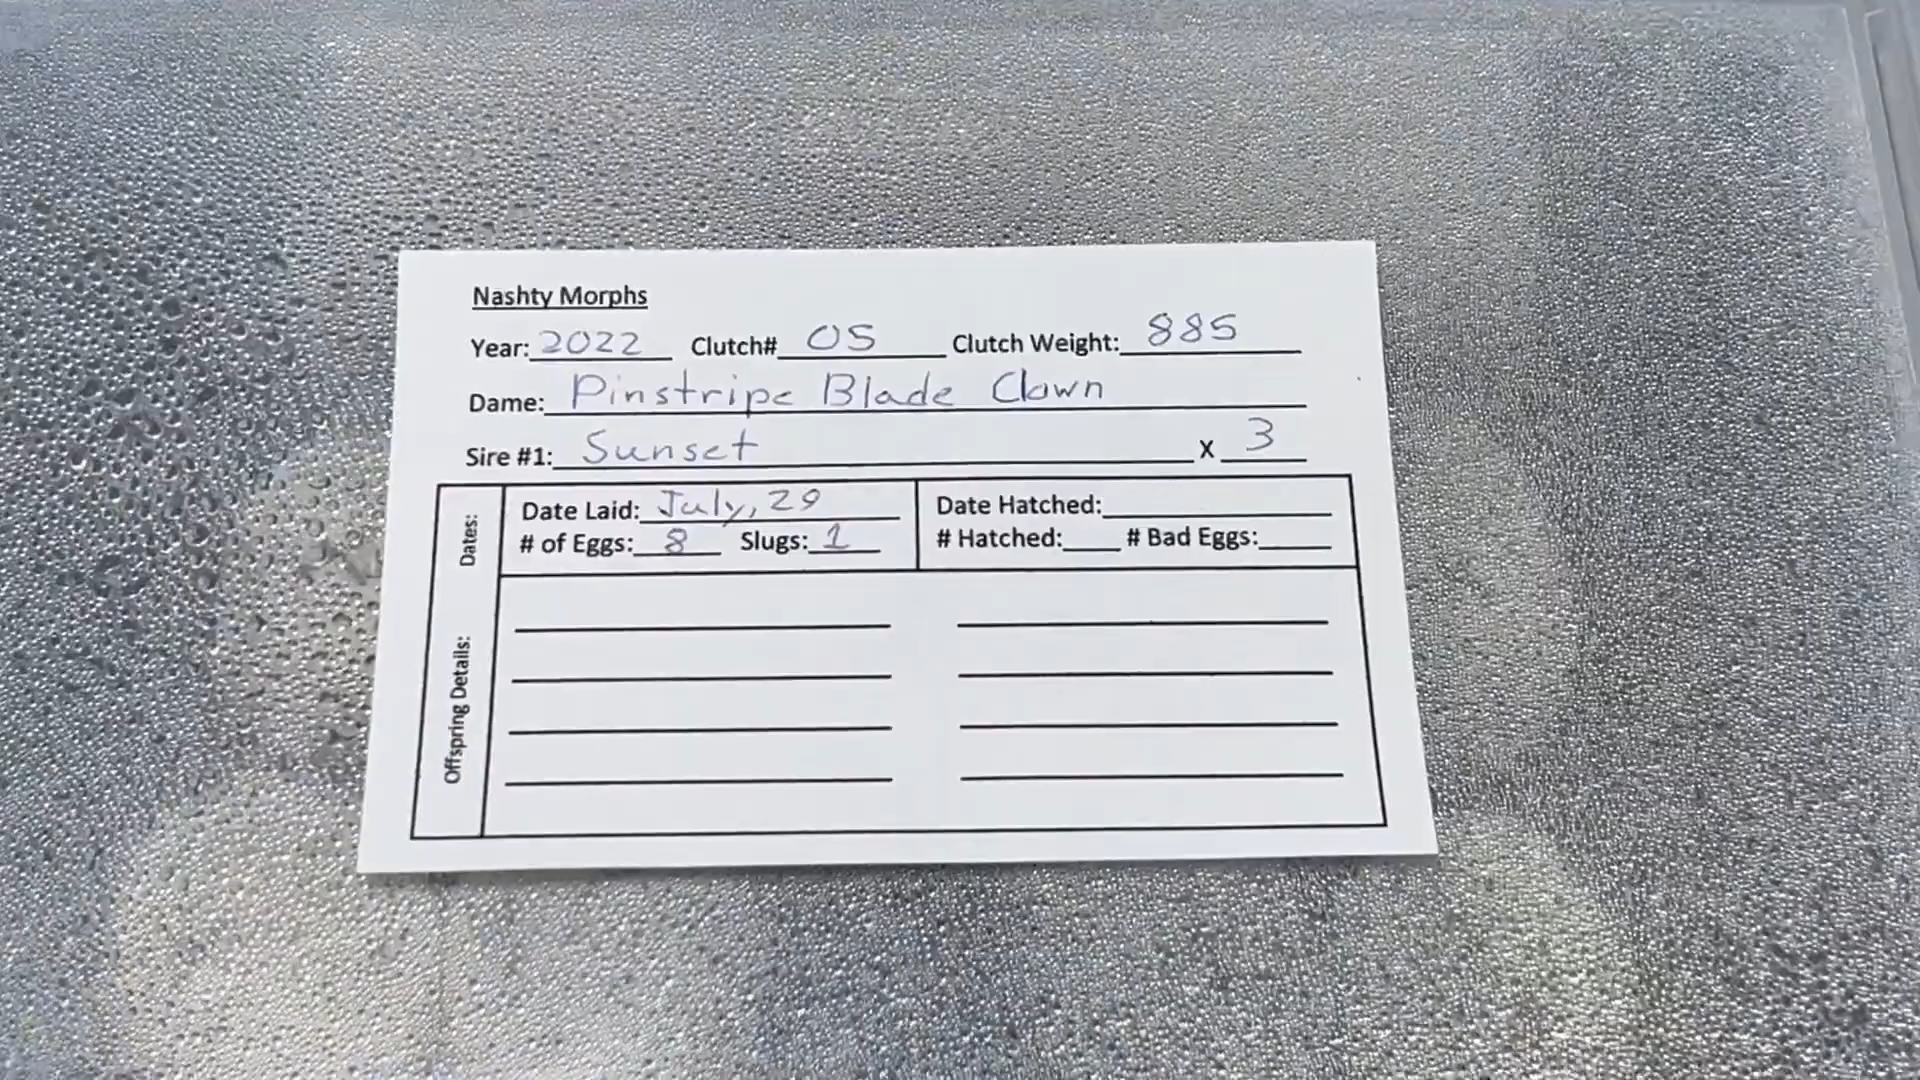 Nashty Morphs
Year: 2022 Clutch# 05 Clutch Weight: 885
Dame: Pinstripe Blade Clown
Sire #1: Sunset X 3
Dates:
Date Laid: July, 29
# of Eggs: 8 Slugs: 1
Date Hatched:
# Hatched: # Bad Eggs:
Offspring Details: